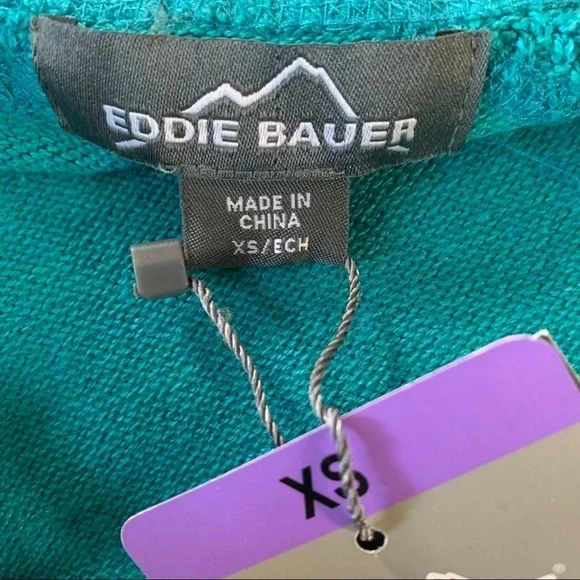 EDDIE BAUER
MADE IN
CHINA
XS/ECH
XS
®